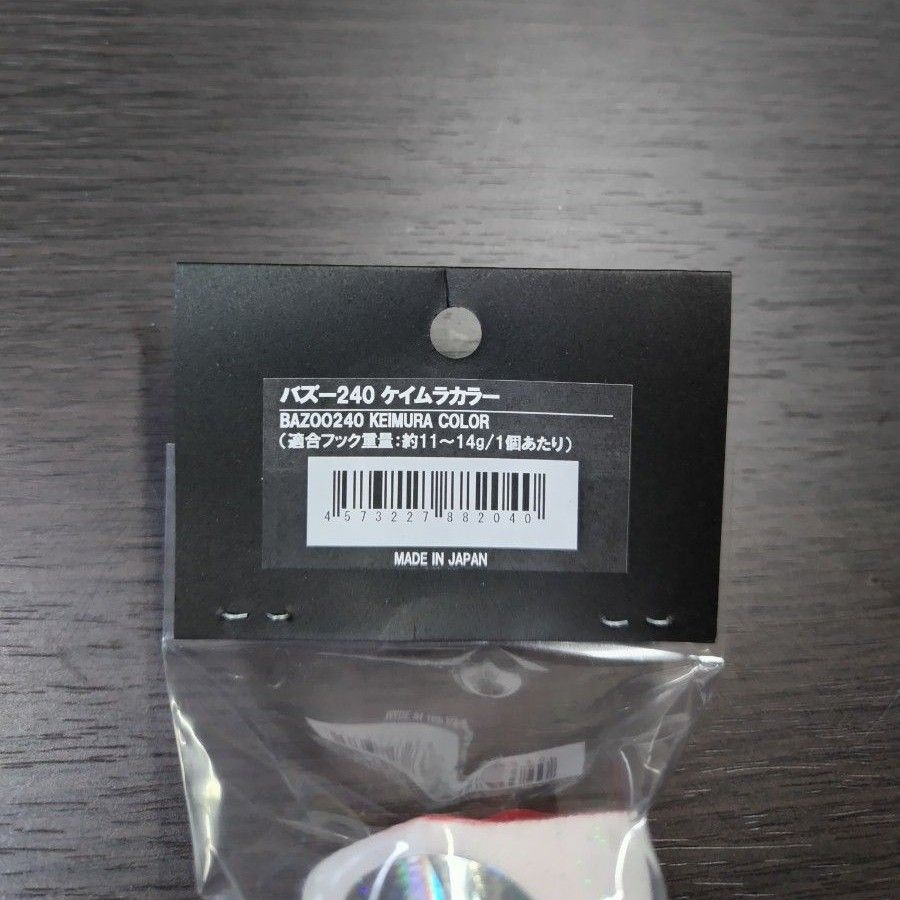 バズー240 ケイムラカラー
BAZOO240 KEIMURA COLOR
(適合フック重量:約11～14g/1個あたり)
4573227882040
MADE IN JAPAN